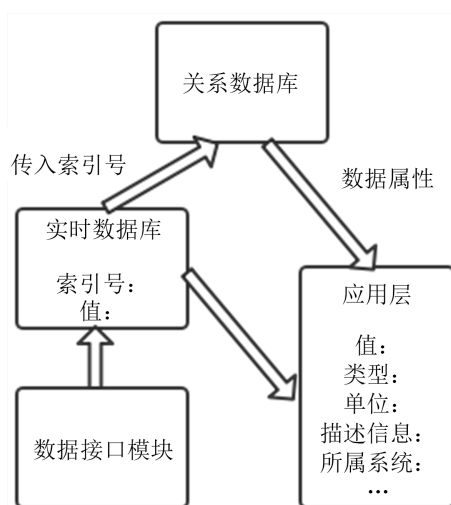 关系数据库
传入索引号
数据属性
实时数据库
索引号：
值：
应用层
值：
类型：
单位：
描述信息：
所属系统：
...
数据接口模块